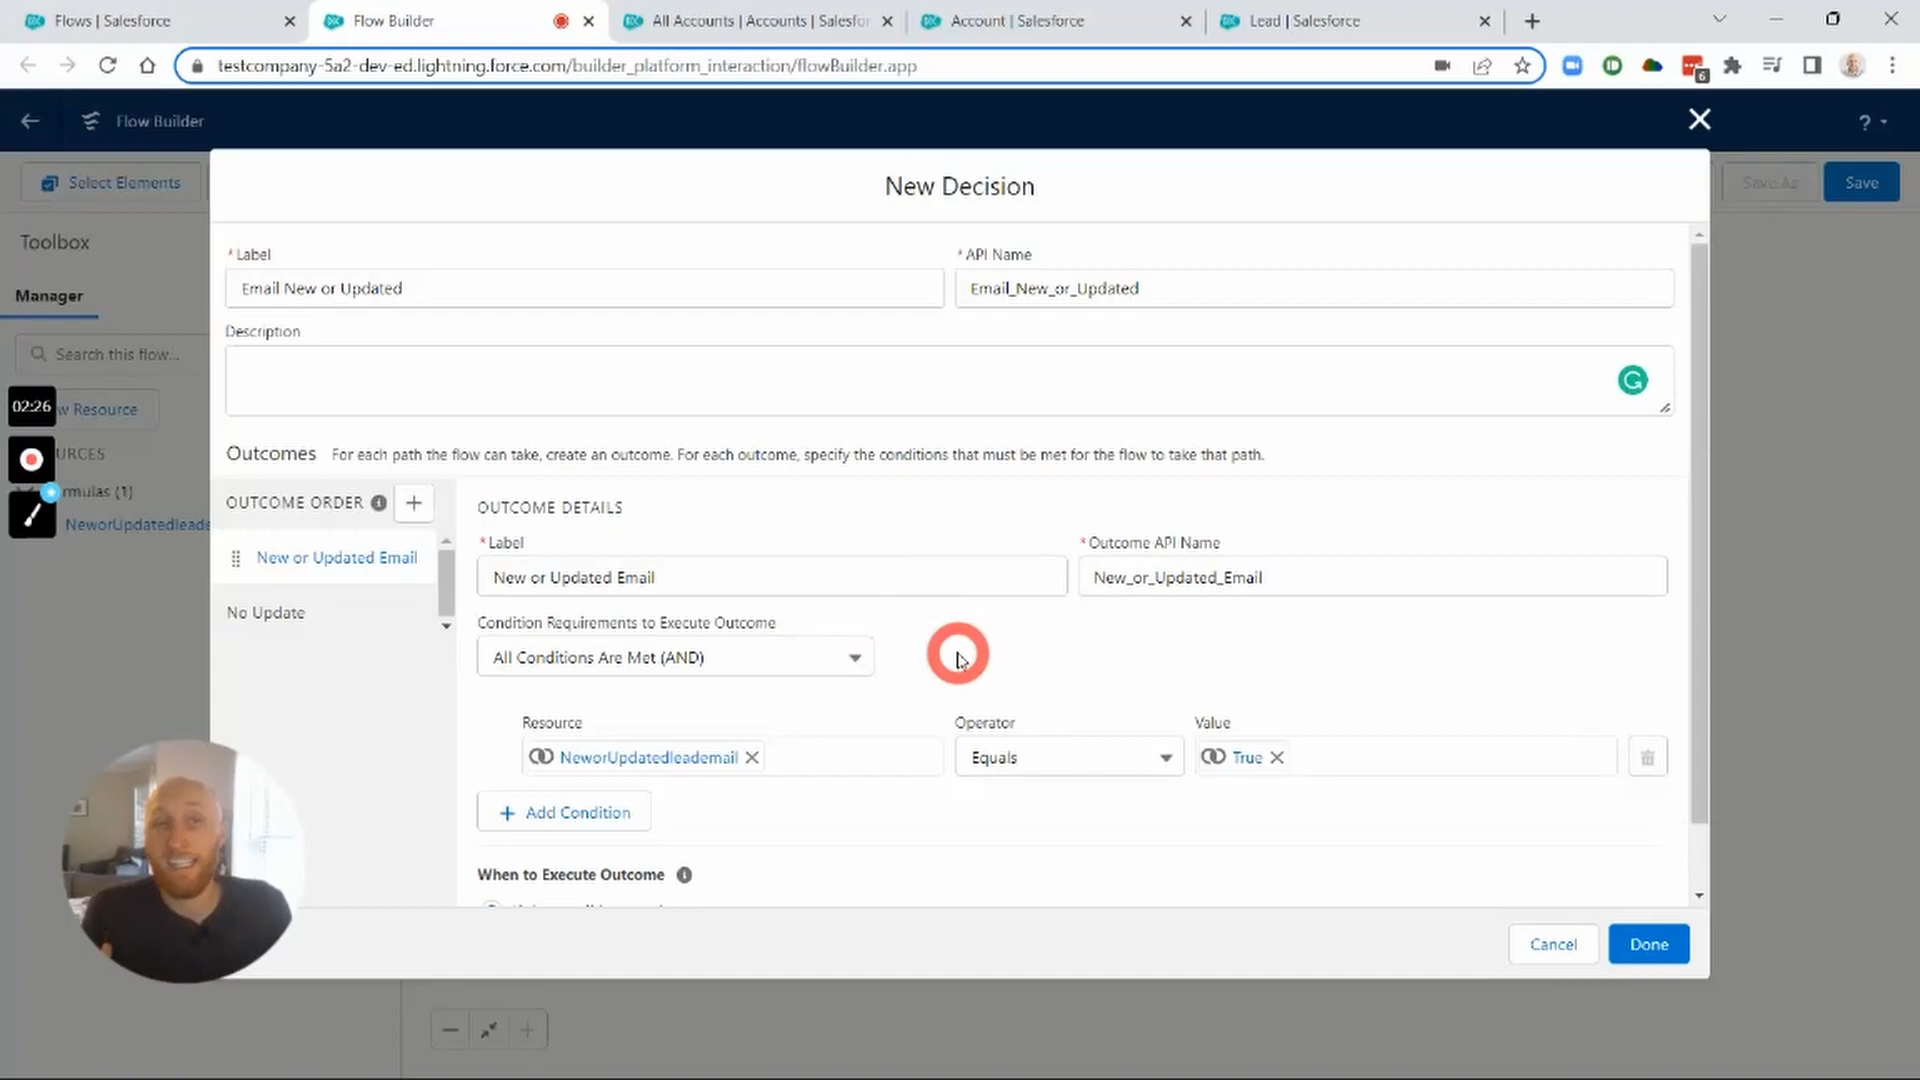 Flows | Salesforce
Flow Builder
All Accounts | Accounts | Salesfor
Account | Salesforce
Lead | Salesforce
testcompany-5a2-dev-ed.lightning.force.com/builder_platform_interaction/flowBuilder.app
6
Flow Builder
?
Select Elements
Save As
Save
New Decision
Toolbox
* Label
* API Name
Email New or Updated
Email_New_or_Updated
Manager
Description
Search this flow...
02:26
w Resource
URCES
Outcomes For each path the flow can take, create an outcome. For each outcome, specify the conditions that must be met for the flow to take that path.
rmulas (1)
NeworUpdatedleade
OUTCOME ORDER
OUTCOME DETAILS
New or Updated Email
* Label
* Outcome API Name
New or Updated Email
New_or_Updated_Email
No Update
Condition Requirements to Execute Outcome
All Conditions Are Met (AND)
Resource
Operator
Value
NeworUpdatedleademail
Equals
True
+ Add Condition
When to Execute Outcome
Cancel
Done